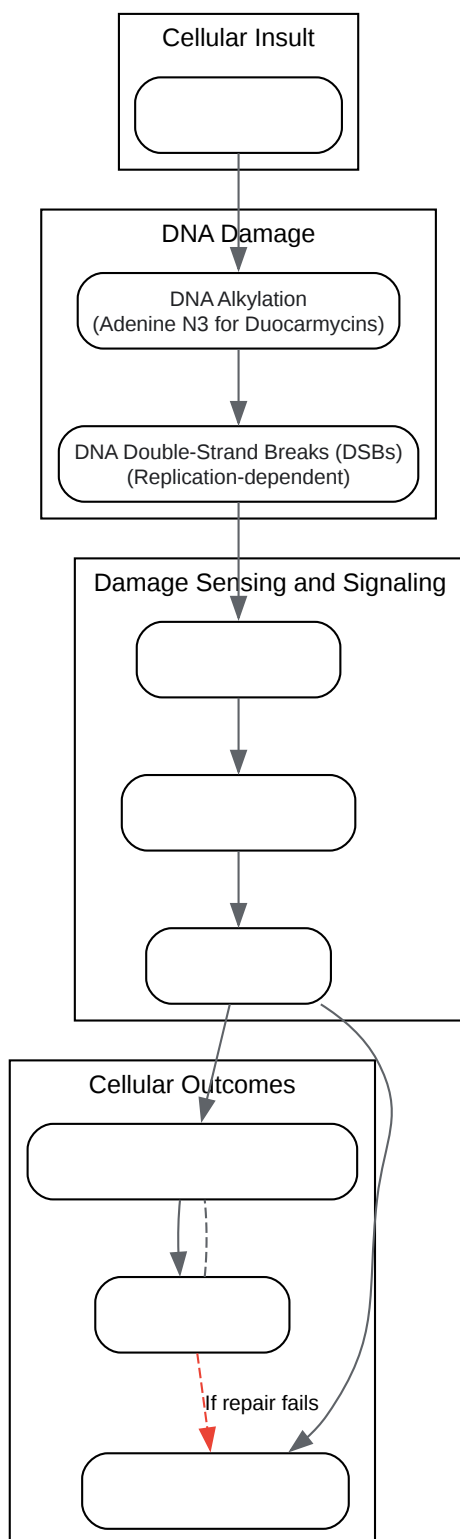 Cellular Insult
DNA Damage
DNA Alkylation
(Adenine N3 for Duocarmycins)
DNA Double-Strand Breaks (DSBs)
(Replication-dependent)
Damage Sensing and Signaling
Cellular Outcomes
If repair fails